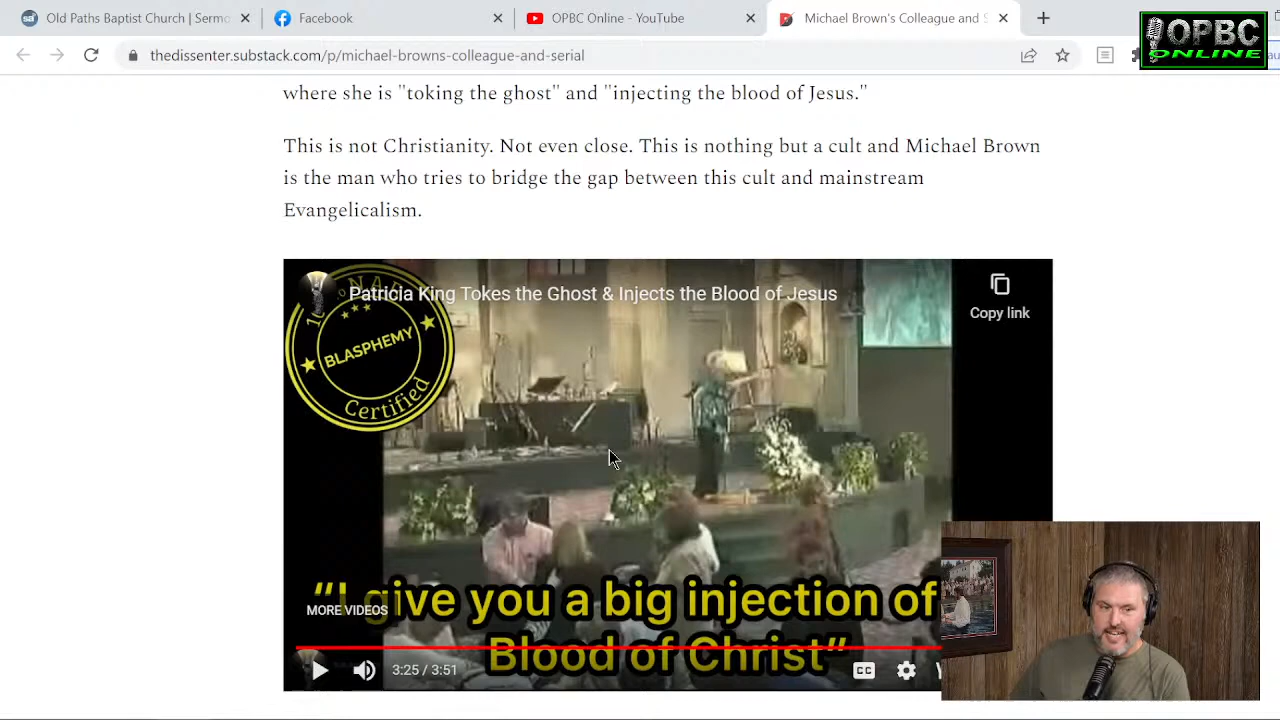 Old Paths Baptist Church | Sermo
Facebook
OPBC Online - YouTube
Michael Brown's Colleague and S
OPBC
ONLINE
thedissenter.substack.com/p/michael-browns-colleague-and-serial
where she is "toking the ghost" and "injecting the blood of Jesus."
This is not Christianity. Not even close. This is nothing but a cult and Michael Brown
is the man who tries to bridge the gap between this cult and mainstream
Evangelicalism.
Patricia King Tokes the Ghost & Injects the Blood of Jesus
Copy link
BLASPHEMY
Certified
“I give you a big injection of
Blood of Christ”
MORE VIDEOS
3:25 / 3:51
CC